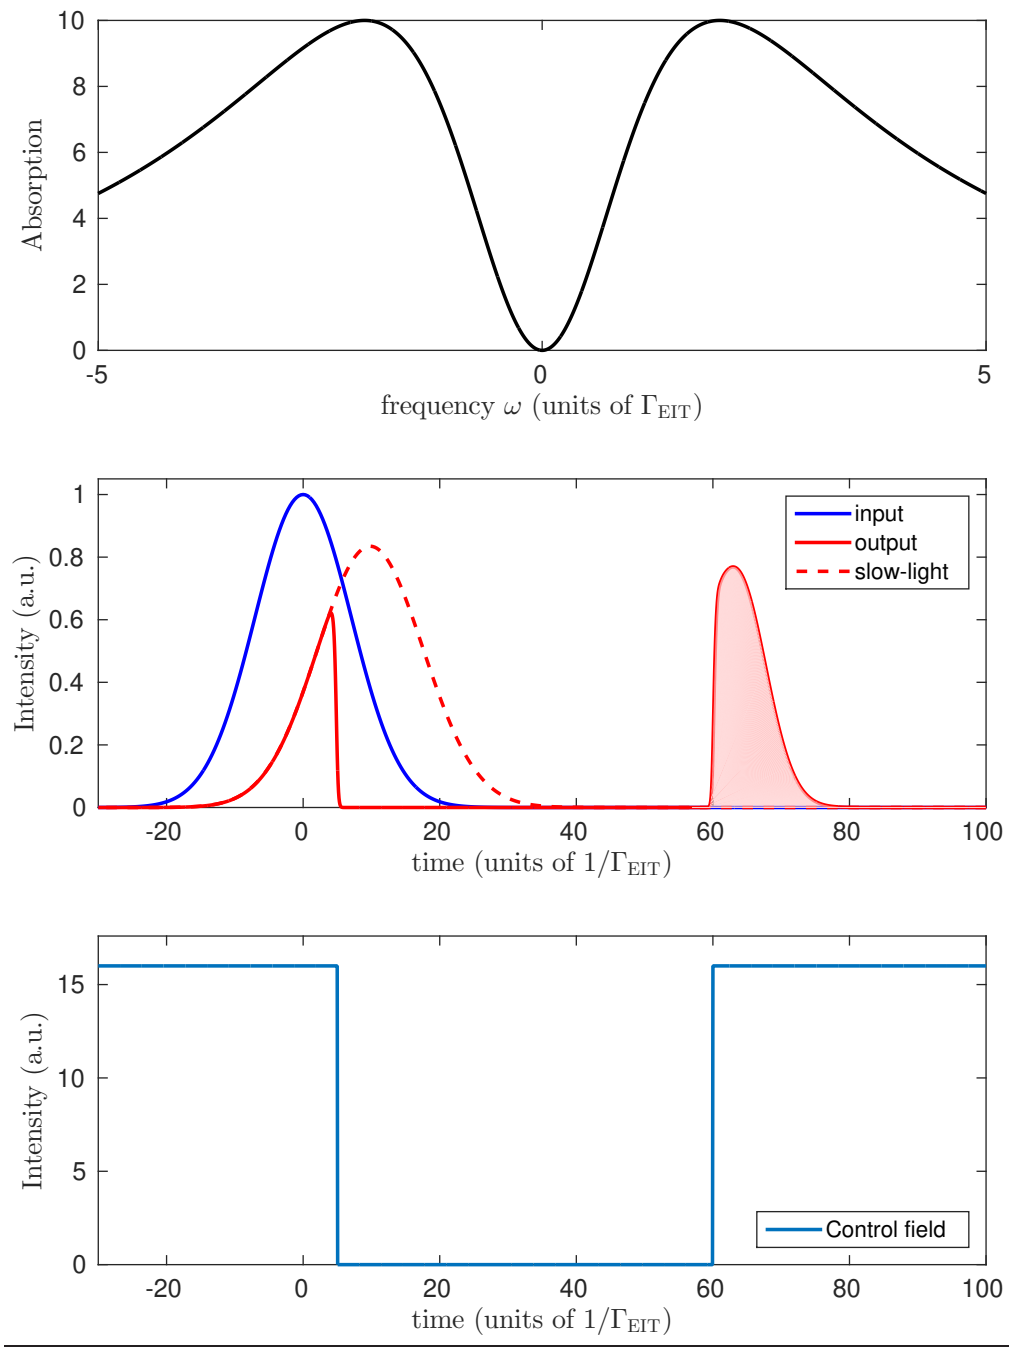 10
8
6
4
2
0
Absorption
-5 0 5
frequency ω (units of Γ_EIT)
1
0.8
0.6
0.4
0.2
0
Intensity (a.u.)
input
output
slow-light
-20 0 20 40 60 80 100
time (units of 1/Γ_EIT)
15
10
5
0
Intensity (a.u.)
Control field
-20 0 20 40 60 80 100
time (units of 1/Γ_EIT)